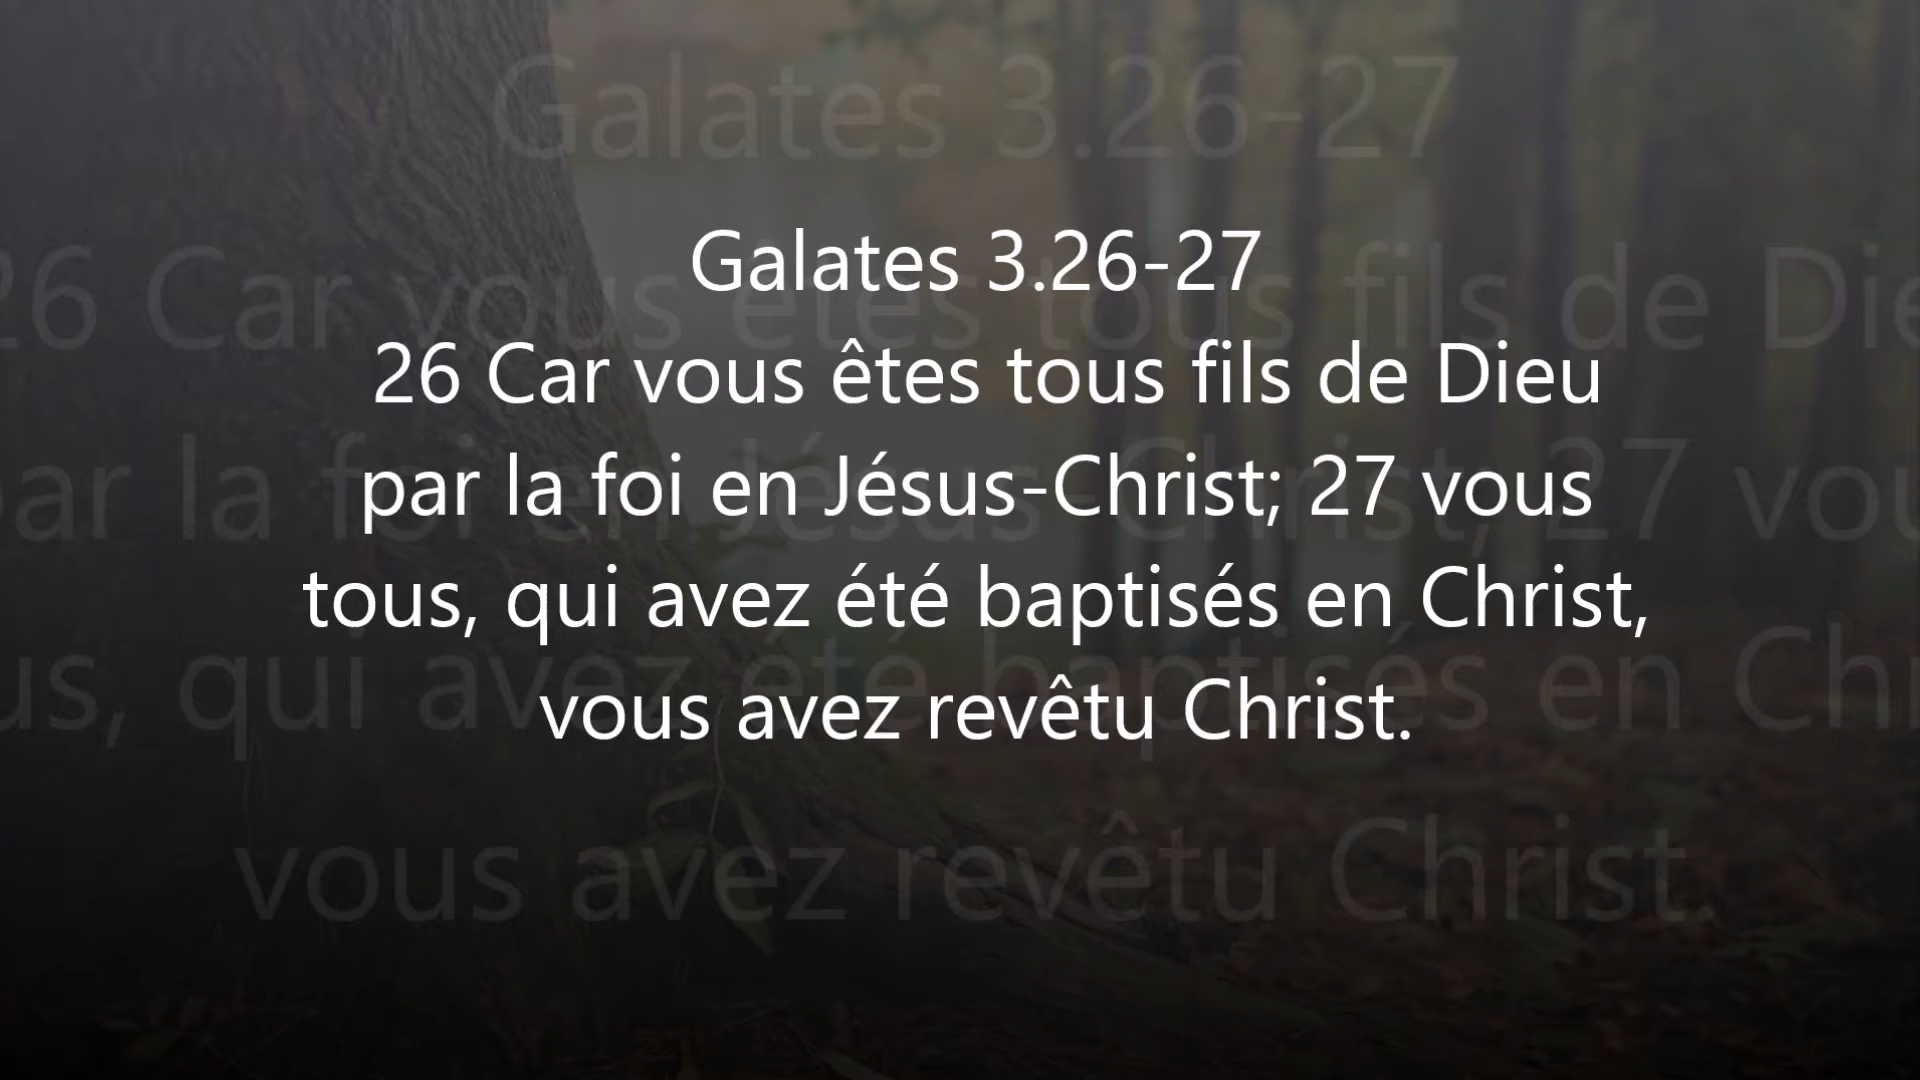 Galates 3.26-27
26 Car vous êtes tous fils de Dieu
par la foi en Jésus-Christ; 27 vous
tous, qui avez été baptisés en Christ,
vous avez revêtu Christ.